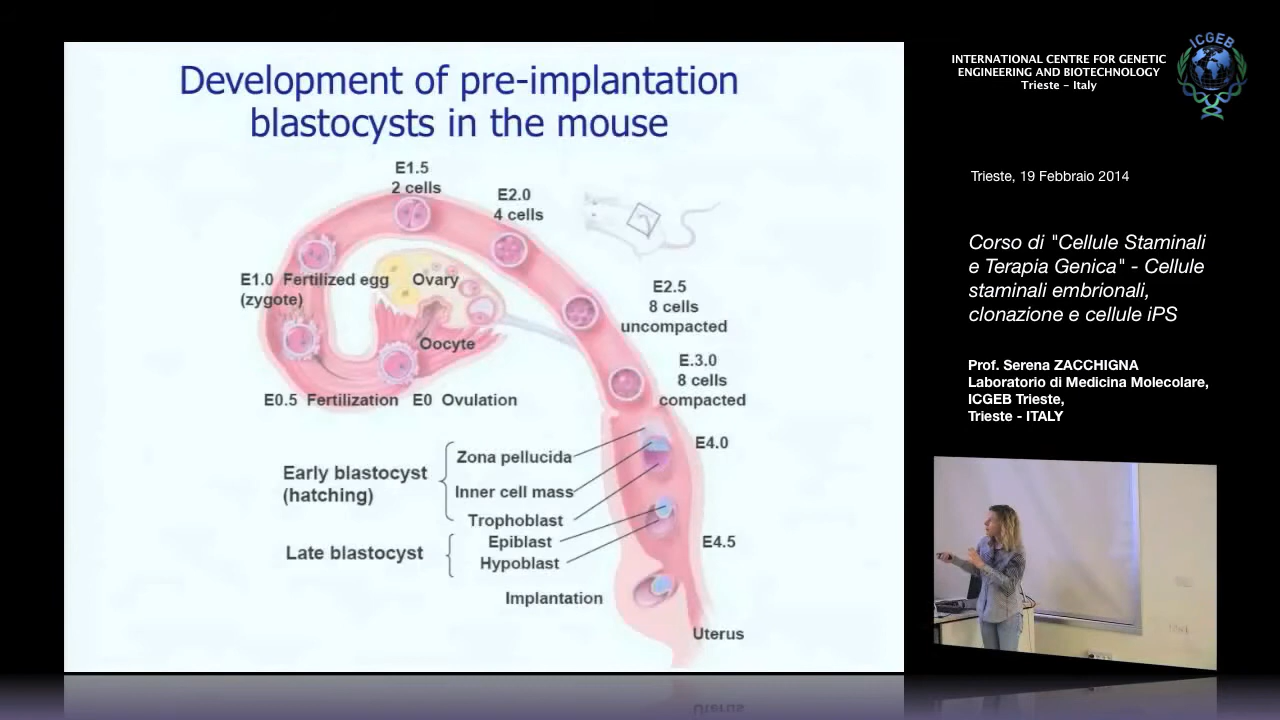 Development of pre-implantation
blastocysts in the mouse
E1.5
2 cells
E2.0
4 cells
E1.0 Fertilized egg
(zygote)
Ovary
E2.5
8 cells
uncompacted
Oocyte
E.3.0
8 cells
compacted
E0.5 Fertilization
E0 Ovulation
E4.0
Early blastocyst
(hatching)
Zona pellucida
Inner cell mass
Trophoblast
Late blastocyst
Epiblast
Hypoblast
E4.5
Implantation
Uterus
INTERNATIONAL CENTRE FOR GENETIC
ENGINEERING AND BIOTECHNOLOGY
Trieste - Italy
ICGEB
Trieste, 19 Febbraio 2014
Corso di "Cellule Staminali
e Terapia Genica" - Cellule
staminali embrionali,
clonazione e cellule iPS
Prof. Serena ZACCHIGNA
Laboratorio di Medicina Molecolare,
ICGEB Trieste,
Trieste - ITALY